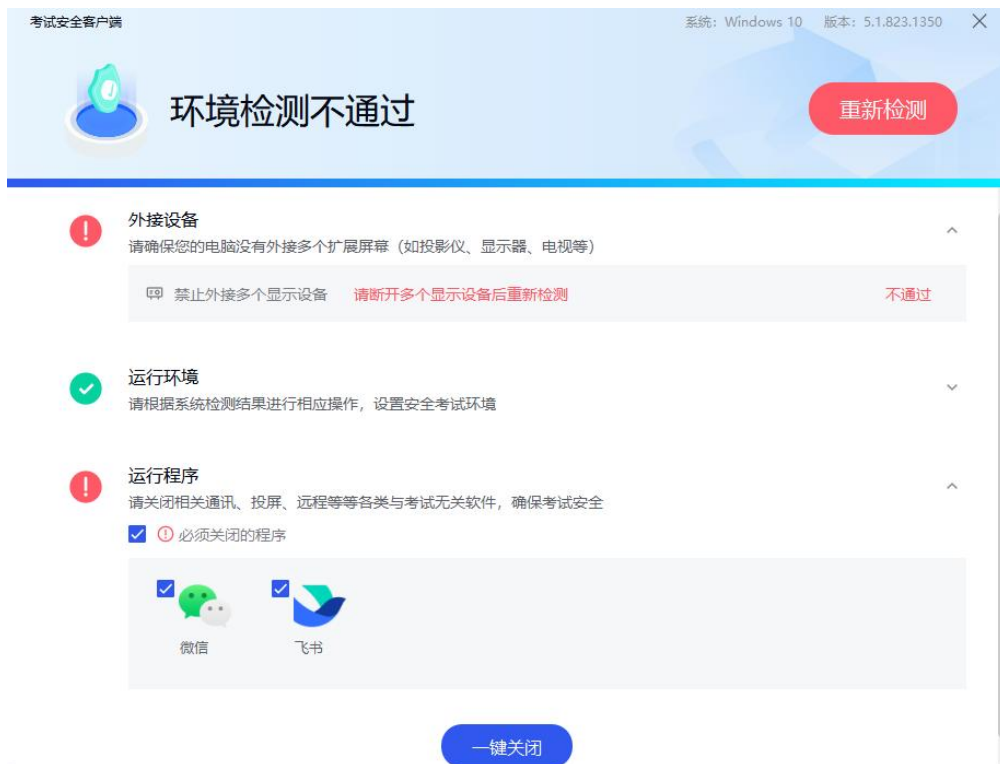 考试安全客户端
系统：Windows 10 版本：5.1.823.1350
环境检测不通过
重新检测
外接设备
请确保您的电脑没有外接多个扩展屏幕（如投影仪、显示器、电视等）
禁止外接多个显示设备 请断开多个显示设备后重新检测 不通过
运行环境
请根据系统检测结果进行相应操作，设置安全考试环境
运行程序
请关闭相关通讯、投屏、远程等等各类与考试无关软件，确保考试安全
必须关闭的程序
微信 飞书
一键关闭